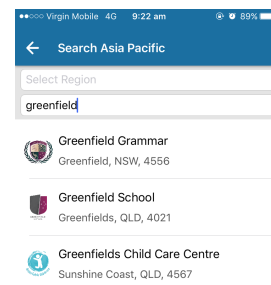 Virgin Mobile 4G 9:22 am 89%
Search Asia Pacific
Select Region
greenfield
Greenfield Grammar
Greenfield, NSW, 4556
Greenfield School
Greenfields, QLD, 4021
Greenfields Child Care Centre
Sunshine Coast, QLD, 4567